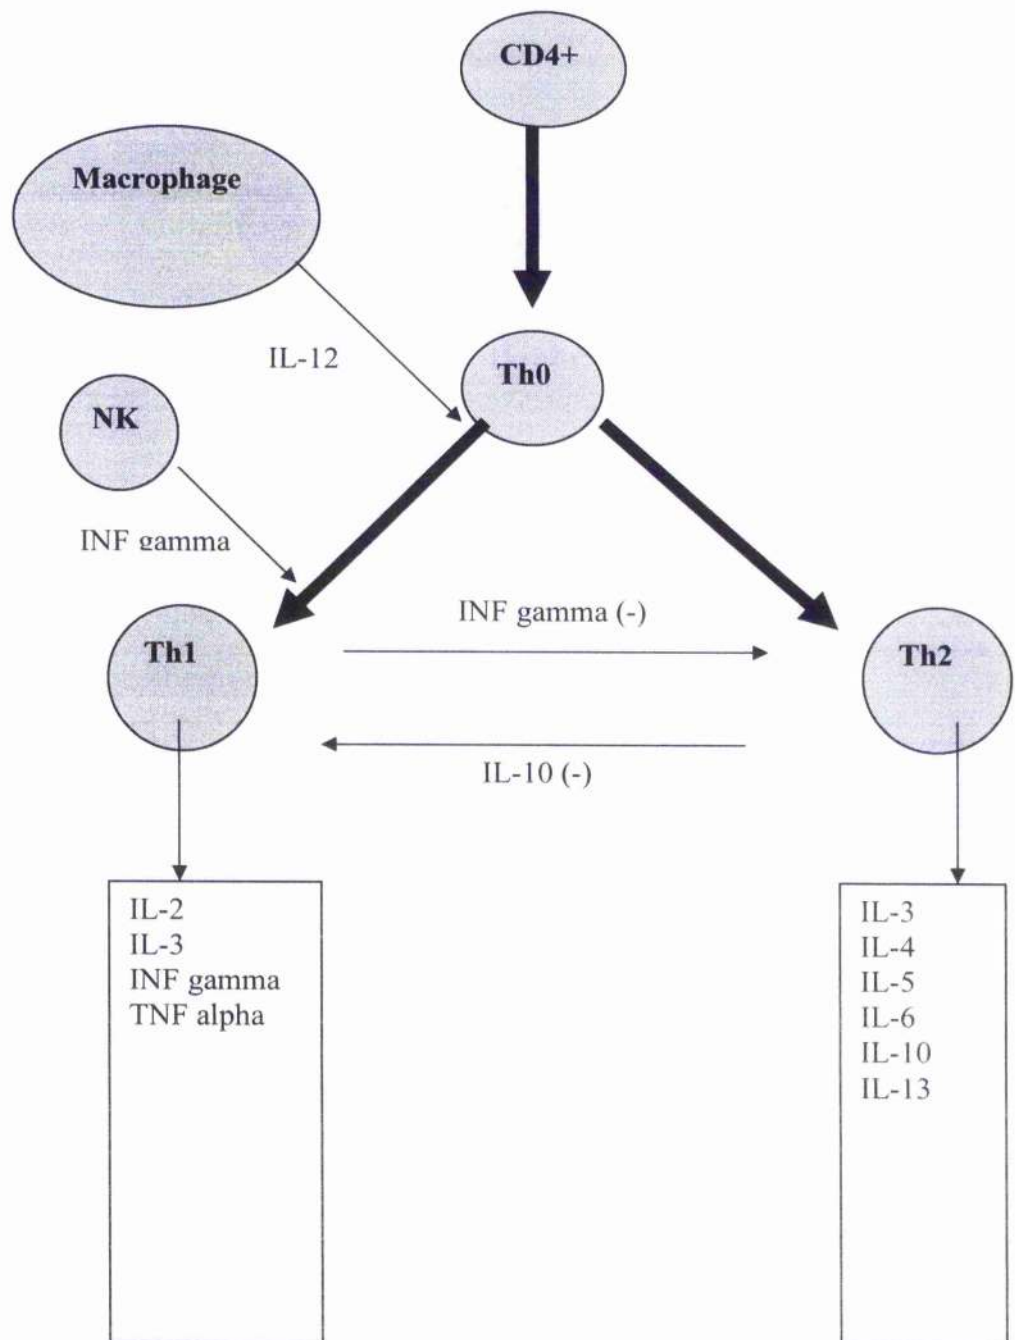 CD4+
Macrophage
IL-12
Th0
NK
INF gamma
INF gamma (-)
Th1
Th2
IL-10 (-)
IL-2
IL-3
INF gamma
TNF alpha
IL-3
IL-4
IL-5
IL-6
IL-10
IL-13